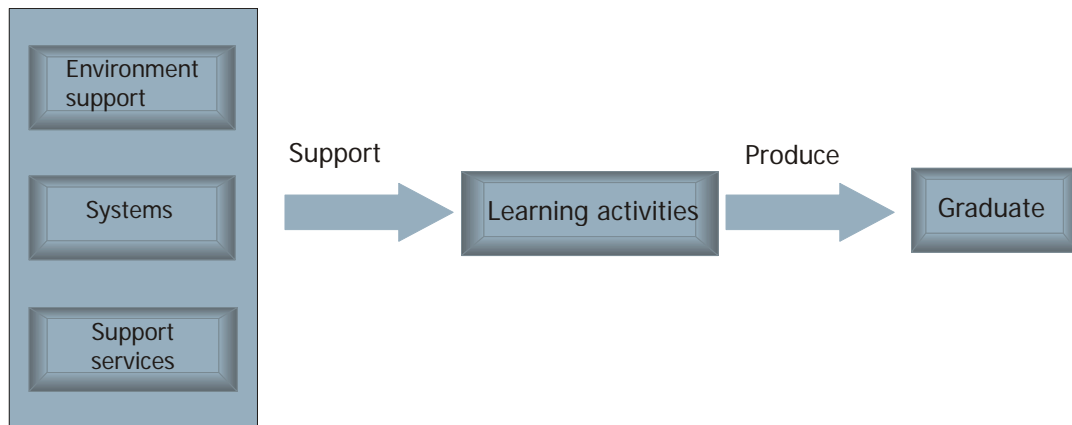 Environment
support
Systems
Support
services
Support
Learning activities
Produce
Graduate